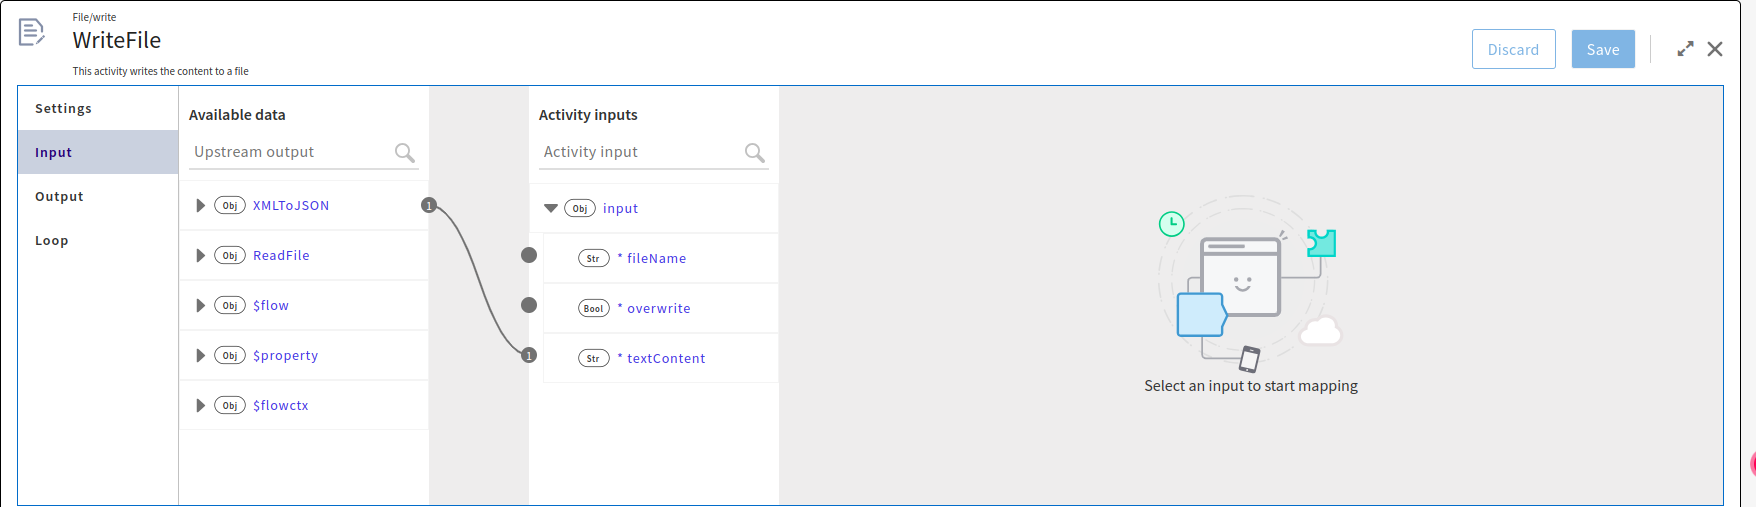 File/write
WriteFile
This activity writes the content to a file
Discard
Save
Settings
Input
Output
Loop
Available data
Upstream output
Obj XMLToJSON 1
Obj ReadFile
Obj $flow
Obj $property
Obj $flowctx
Activity inputs
Activity input
Obj input
Str * fileName
Bool * overwrite
1 Str * textContent
Select an input to start mapping